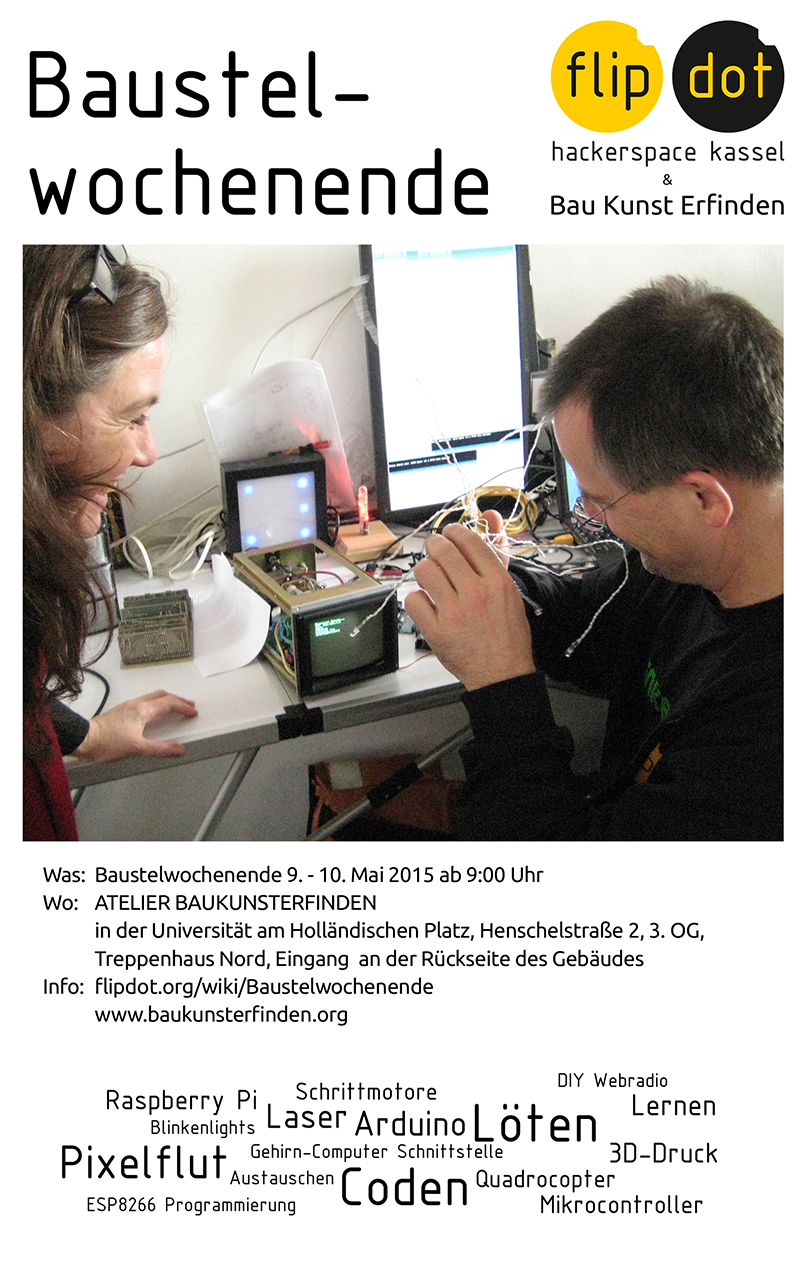 Baustel-
wochenende
flip dot
hackerspace kassel
&
Bau Kunst Erfinden
Was: Baustelwochenende 9. - 10. Mai 2015 ab 9:00 Uhr
Wo: ATELIER BAUKUNSTERFINDEN
in der Universität am Holländischen Platz, Henschelstraße 2, 3. OG,
Treppenhaus Nord, Eingang an der Rückseite des Gebäudes
Info: flipdot.org/wiki/Baustelwochenende
www.baukunsterfinden.org
DIY Webradio
Raspberry Pi Schrittmotore Lernen
Blinkenlights Laser Arduino Löten
Pixelflut Gehirn-Computer Schnittstelle 3D-Druck
Austauschen Coden Quadrocopter
ESP8266 Programmierung Mikrocontroller